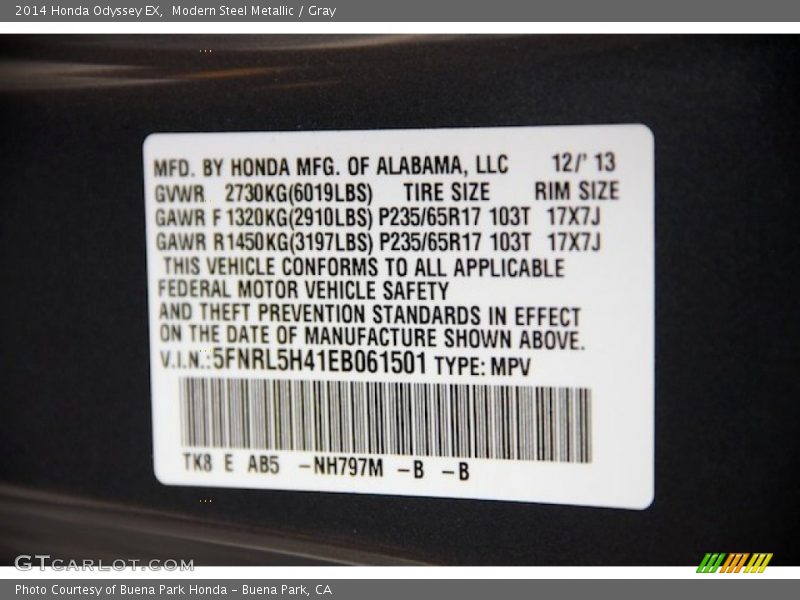 2014 Honda Odyssey EX,  Modern Steel Metallic / Gray
MFD. BY HONDA MFG. OF ALABAMA, LLC 12/' 13
GVWR 2730KG(6019LBS) TIRE SIZE RIM SIZE
GAWR F 1320KG(2910LBS) P235/65R17 103T 17X7J
GAWR R1450KG(3197LBS) P235/65R17 103T 17X7J
THIS VEHICLE CONFORMS TO ALL APPLICABLE
FEDERAL MOTOR VEHICLE SAFETY
AND THEFT PREVENTION STANDARDS IN EFFECT
ON THE DATE OF MANUFACTURE SHOWN ABOVE.
V.I.N.:5FNRL5H41EB061501 TYPE: MPV
TK8 E AB5 -NH797M -B -B
GTCARLOT.COM
Photo Courtesy of Buena Park Honda - Buena Park, CA